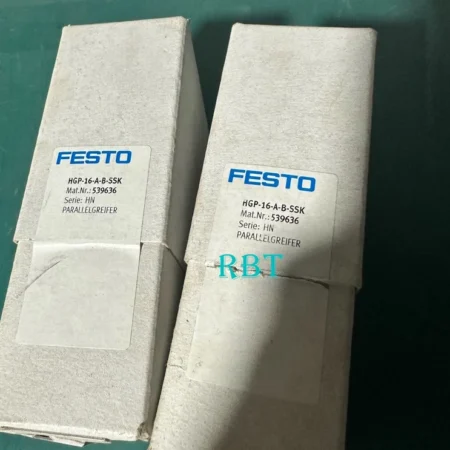 FESTO
HGP-16-A-B-SSK
Mat.Nr.: 539636
Serie: HN
PARALLELGREIFER
FESTO
HGP-16-A-B-SSK
Mat.Nr.: 539636
Serie: HN
PARALLELGREIFER
RBT